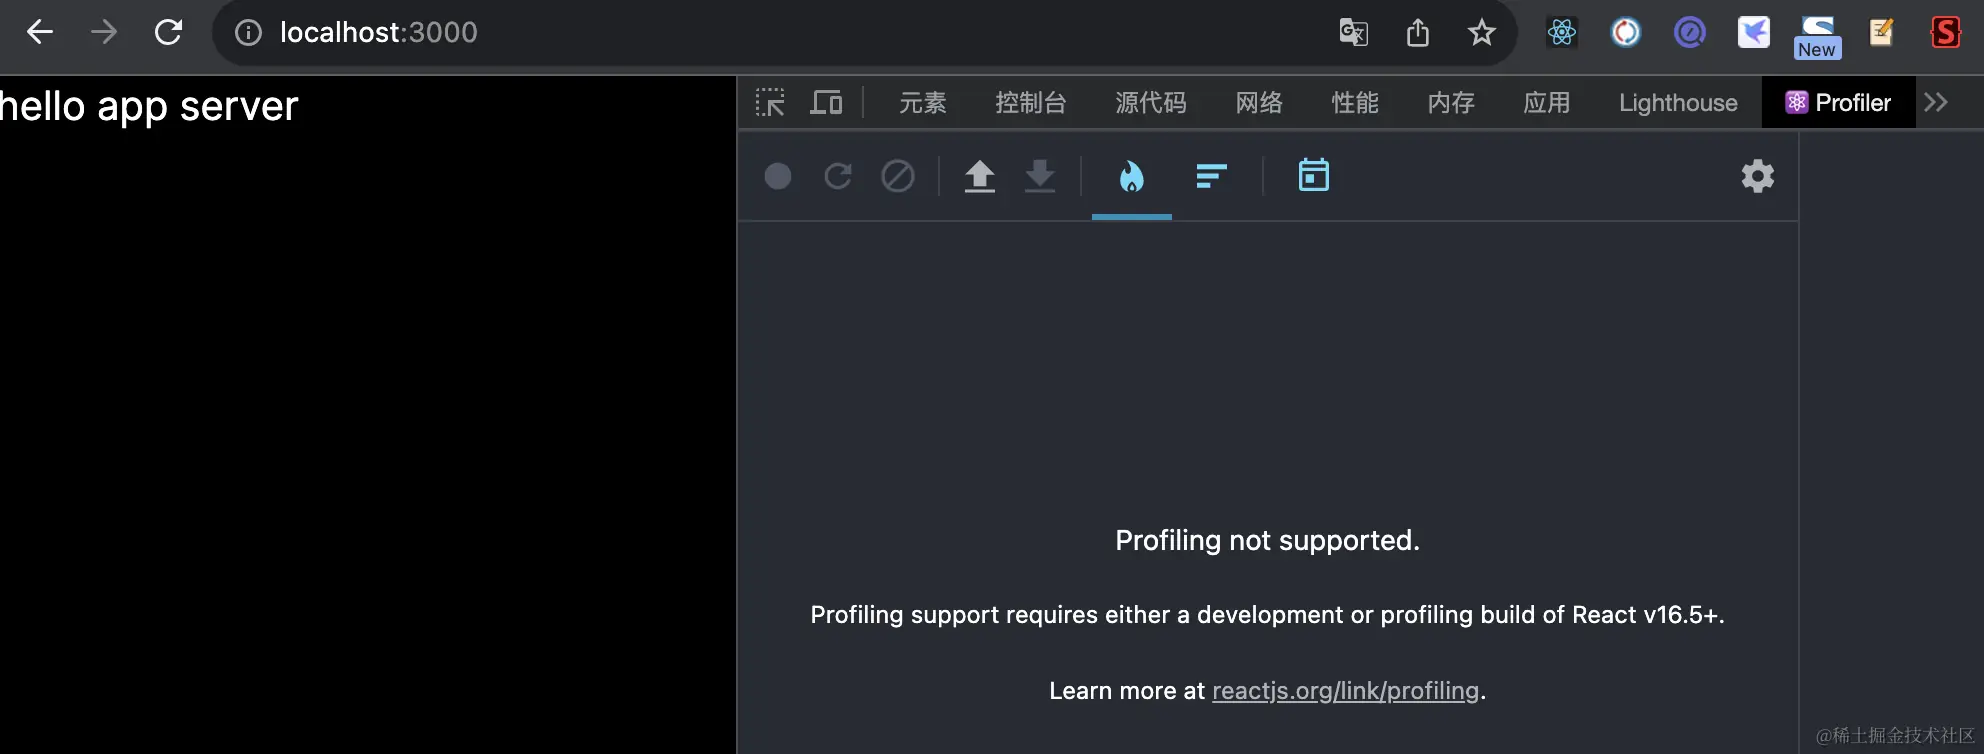 localhost:3000
New
hello app server
元素 控制台 源代码 网络 性能 内存 应用 Lighthouse Profiler
Profiling not supported.
Profiling support requires either a development or profiling build of React v16.5+.
Learn more at reactjs.org/link/profiling.
@稀土掘金技术社区